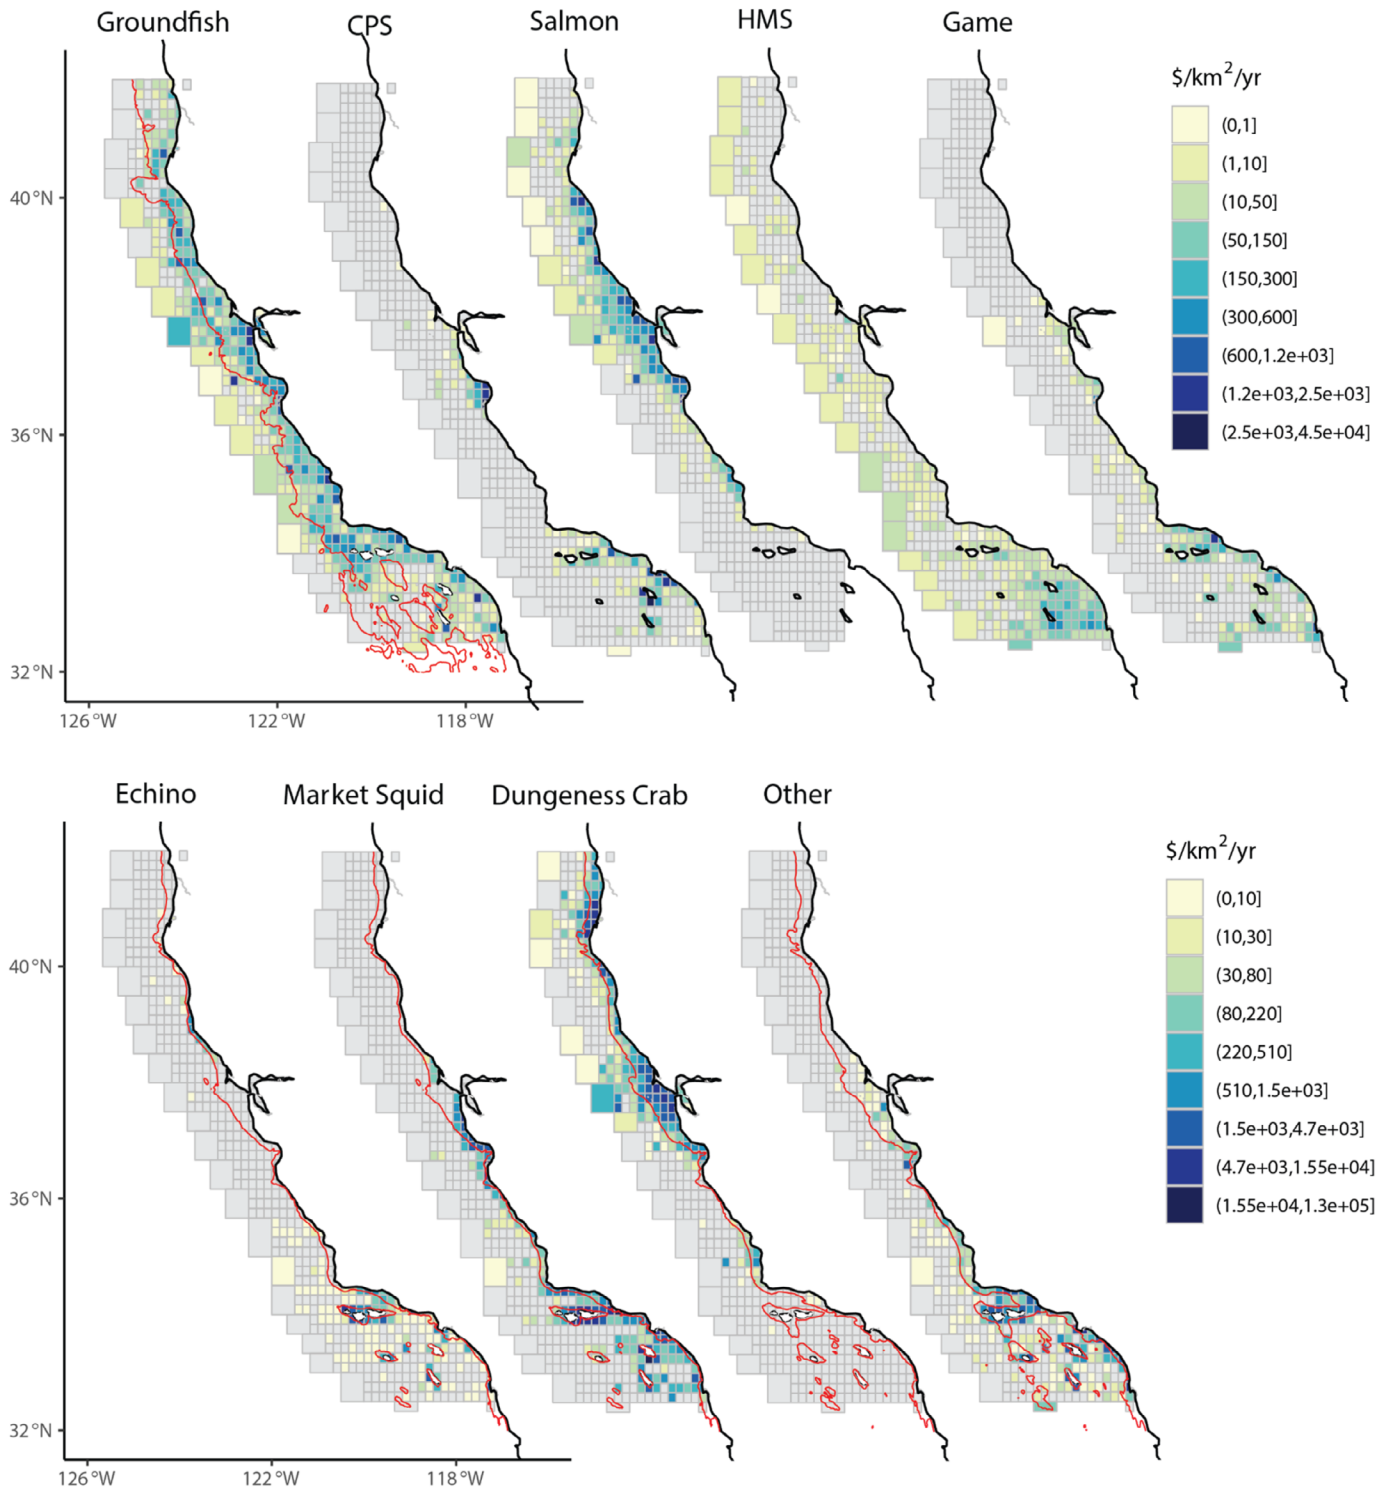 Groundfish CPS Salmon HMS Game
$/km²/yr
(0,1]
(1,10]
(10,50]
(50,150]
(150,300]
(300,600]
(600,1.2e+03]
(1.2e+03,2.5e+03]
(2.5e+03,4.5e+04]
40°N
36°N
32°N
126°W 122°W 118°W
Echino Market Squid Dungeness Crab Other
$/km²/yr
(0,10]
(10,30]
(30,80]
(80,220]
(220,510]
(510,1.5e+03]
(1.5e+03,4.7e+03]
(4.7e+03,1.55e+04]
(1.55e+04,1.3e+05]
40°N
36°N
32°N
126°W 122°W 118°W